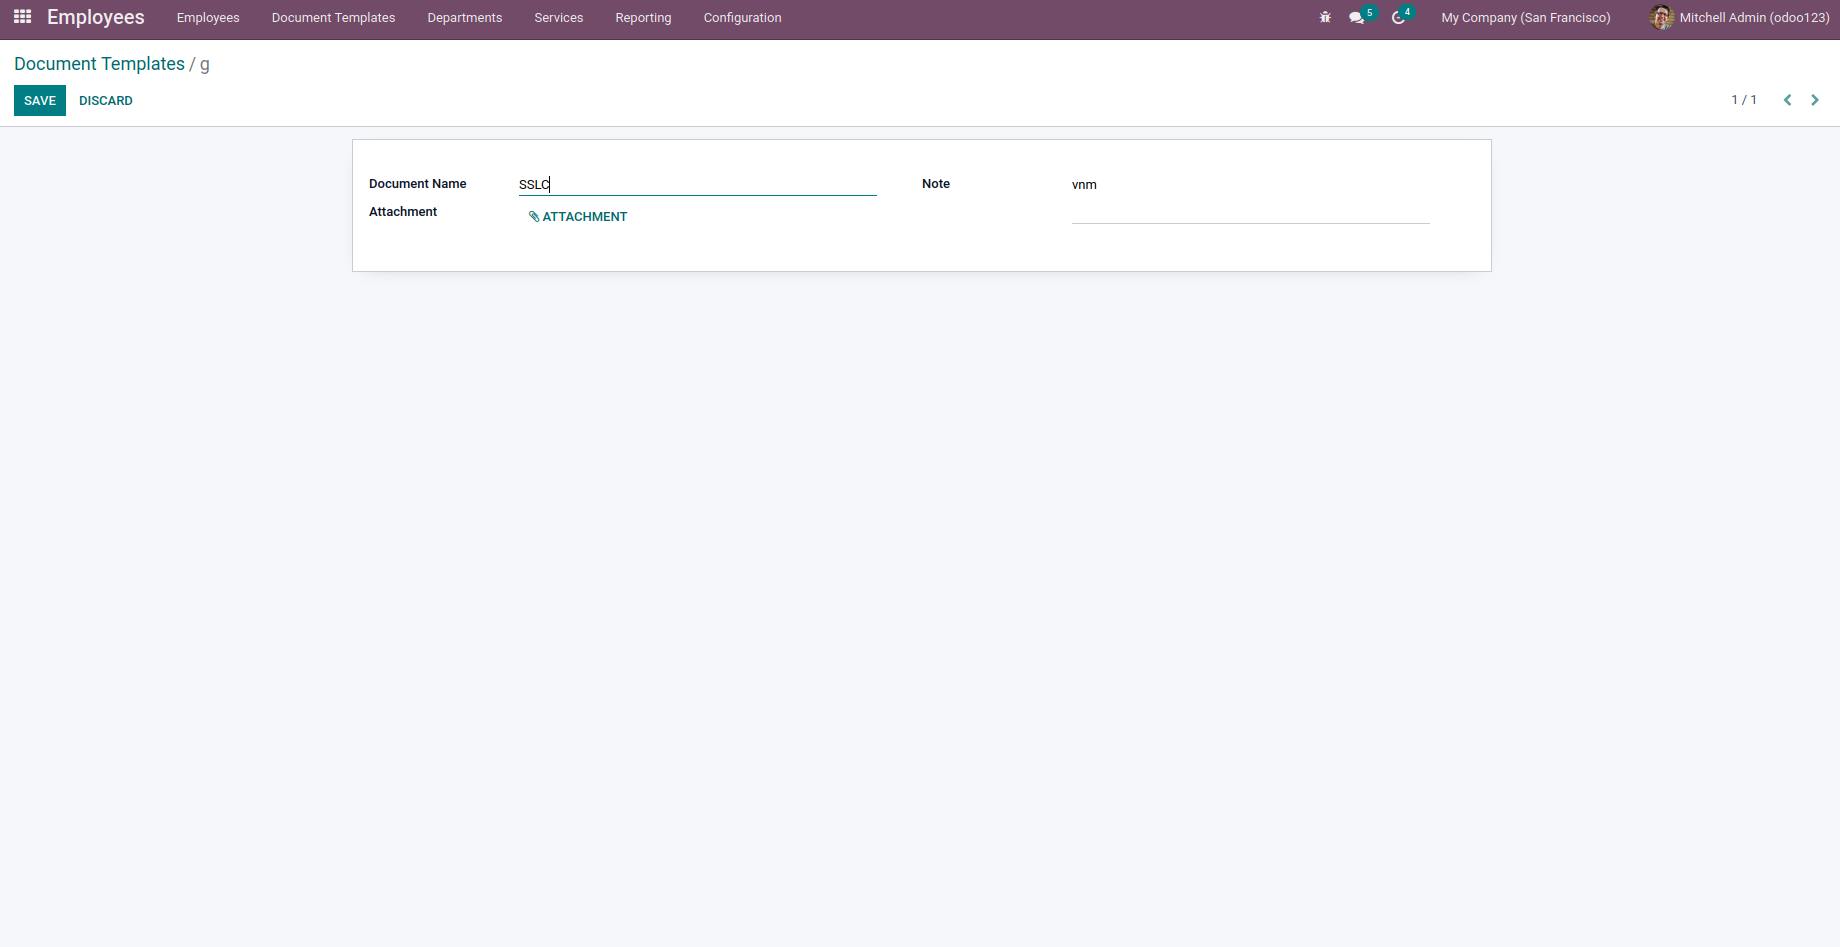 Employees Employees Document Templates Departments Services Reporting Configuration 5 4 My Company (San Francisco) Mitchell Admin (odoo123)
Document Templates / g
SAVE DISCARD 1 / 1
Document Name SSLC Note vnm
Attachment ATTACHMENT